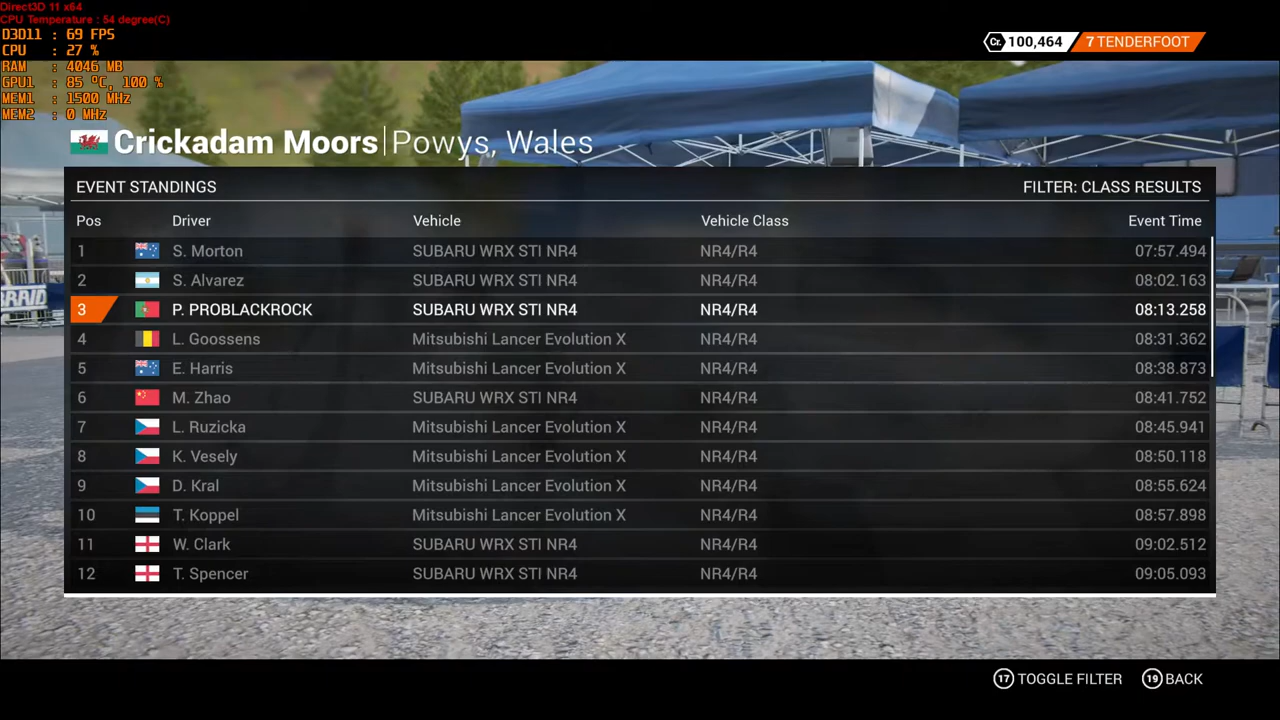 Direct3D 11 x64
CPU Temperature : 54 degree(C)
D3D11 : 69 FPS
CPU : 27 %
RAM : 4046 MB
GPU1 : 85 ºC, 100 %
MEM1 : 1500 MHz
MEM2 : 0 MHz
Cr. 100,464 7 TENDERFOOT
Crickadam Moors | Powys, Wales
EVENT STANDINGS FILTER: CLASS RESULTS
Pos Driver Vehicle Vehicle Class Event Time
1 S. Morton SUBARU WRX STI NR4 NR4/R4 07:57.494
2 S. Alvarez SUBARU WRX STI NR4 NR4/R4 08:02.163
3 P. PROBLACKROCK SUBARU WRX STI NR4 NR4/R4 08:13.258
4 L. Goossens Mitsubishi Lancer Evolution X NR4/R4 08:31.362
5 E. Harris Mitsubishi Lancer Evolution X NR4/R4 08:38.873
6 M. Zhao SUBARU WRX STI NR4 NR4/R4 08:41.752
7 L. Ruzicka Mitsubishi Lancer Evolution X NR4/R4 08:45.941
8 K. Vesely Mitsubishi Lancer Evolution X NR4/R4 08:50.118
9 D. Kral Mitsubishi Lancer Evolution X NR4/R4 08:55.624
10 T. Koppel Mitsubishi Lancer Evolution X NR4/R4 08:57.898
11 W. Clark SUBARU WRX STI NR4 NR4/R4 09:02.512
12 T. Spencer SUBARU WRX STI NR4 NR4/R4 09:05.093
BRAID
17 TOGGLE FILTER 19 BACK